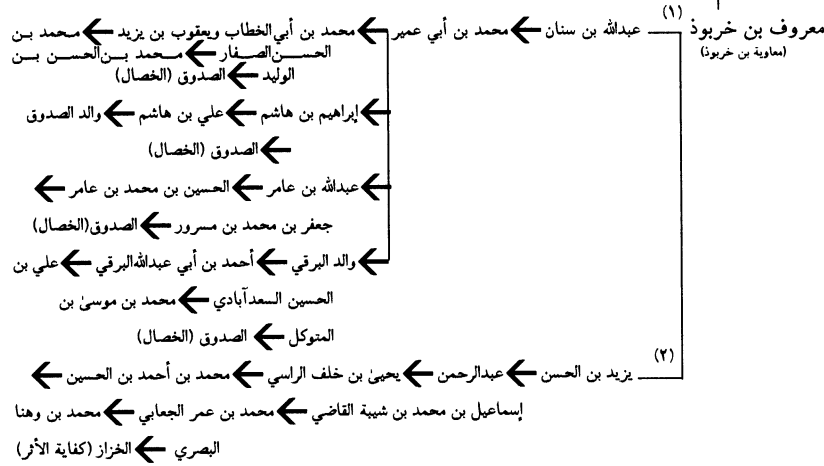 معروف بن خربوذ (١) عبدالله بن سنان ← محمد بن أبي عمير ← محمد بن أبي الخطاب ويعقوب بن يزيد ← محمد بن
(معاوية بن خربوذ) الحسن الصفار ← محمد بن الحسن بن
الوليد ← الصدوق (الخصال)
← إبراهيم بن هاشم ← علي بن هاشم ← والد الصدوق
← الصدوق (الخصال)
← عبدالله بن عامر ← الحسين بن محمد بن عامر ←
جعفر بن محمد بن مسرور ← الصدوق(الخصال)
← والد البرقي ← أحمد بن أبي عبدالله البرقي ← علي بن
الحسين السعدآبادي ← محمد بن موسىٰ بن
المتوكل ← الصدوق (الخصال)
(٢) يزيد بن الحسن ← عبدالرحمن ← يحيىٰ بن خلف الراسي ← محمد بن أحمد بن الحسين ←
إسماعيل بن محمد بن شيبة القاضي ← محمد بن عمر الجعابي ← محمد بن وهنا
البصري ← الخزاز (كفاية الأثر)